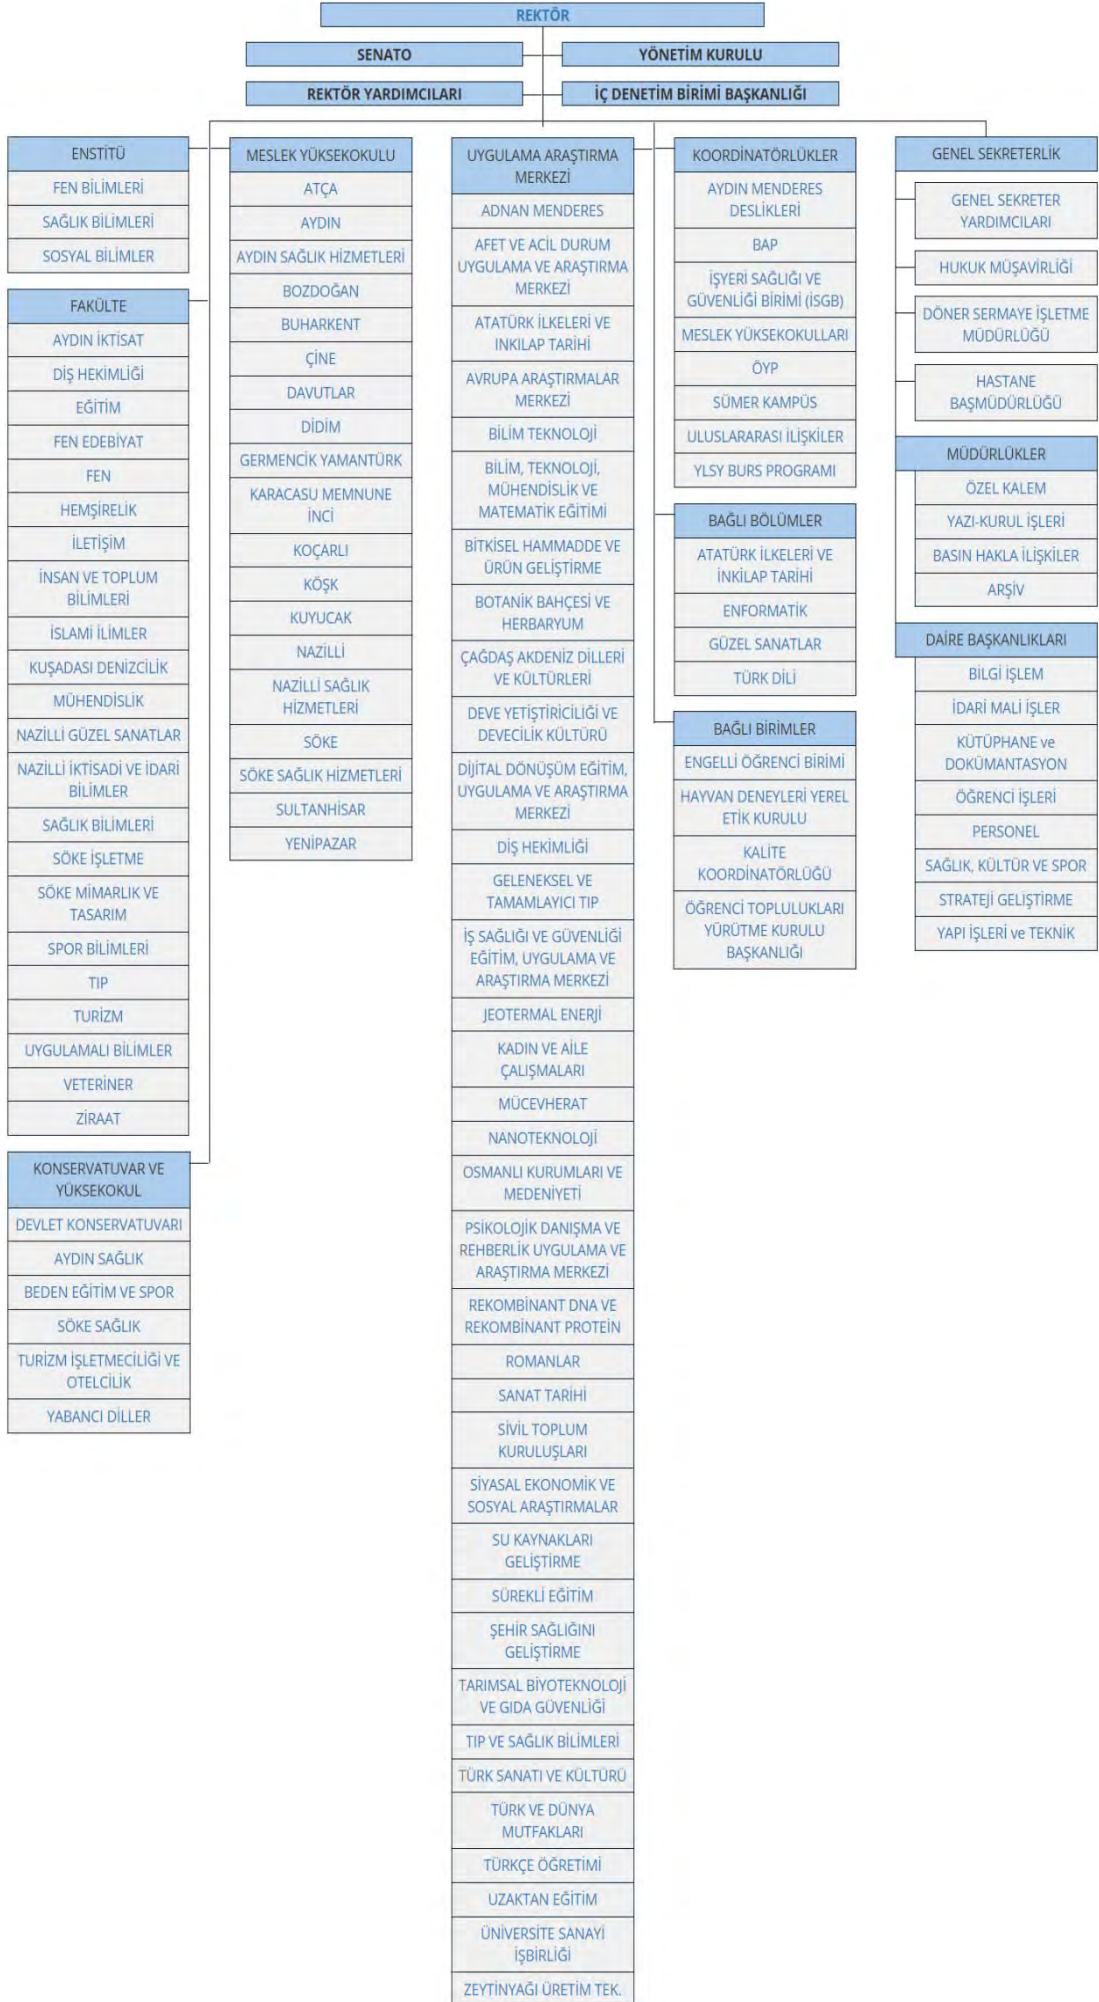 REKTÖR
SENATO
YÖNETİM KURULU
REKTÖR YARDIMCILARI
İÇ DENETİM BİRİMİ BAŞKANLIĞI
ENSTİTÜ
FEN BİLİMLERİ
SAĞLIK BİLİMLERİ
SOSYAL BİLİMLER
FAKÜLTE
AYDIN İKTİSAT
DİŞ HEKİMLİĞİ
EĞİTİM
FEN EDEBİYAT
FEN
HEMŞİRELİK
İLETİŞİM
İNSAN VE TOPLUM
BİLİMLERİ
İSLAMİ İLİMLER
KUŞADASI DENİZCİLİK
MÜHENDİSLİK
NAZİLLİ GÜZEL SANATLAR
NAZİLLİ İKTİSADİ VE İDARİ
BİLİMLER
SAĞLIK BİLİMLERİ
SÖKE İŞLETME
SÖKE MİMARLIK VE
TASARIM
SPOR BİLİMLERİ
TIP
TURİZM
UYGULAMALI BİLİMLER
VETERİNER
ZİRAAT
KONSERVATUVAR VE
YÜKSEKOKUL
DEVLET KONSERVATUVARI
AYDIN SAĞLIK
BEDEN EĞİTİM VE SPOR
SÖKE SAĞLIK
TURİZM İŞLETMECİLİĞİ VE
OTELCİLİK
YABANCI DİLLER
MESLEK YÜKSEKOKULU
ATÇA
AYDIN
AYDIN SAĞLIK HİZMETLERİ
BOZDOĞAN
BUHARKENT
ÇİNE
DAVUTLAR
DİDİM
GERMENCİK YAMANTÜRK
KARACASU MEMNUNE
İNCİ
KOÇARLI
KÖŞK
KUYUCAK
NAZİLLİ
NAZİLLİ SAĞLIK
HİZMETLERİ
SÖKE
SÖKE SAĞLIK HİZMETLERİ
SULTANHİSAR
YENİPAZAR
UYGULAMA ARAŞTIRMA
MERKEZİ
ADNAN MENDERES
AFET VE ACİL DURUM
UYGULAMA VE ARAŞTIRMA
MERKEZİ
ATATÜRK İLKELERİ VE
INKILAP TARİHİ
AVRUPA ARAŞTIRMALAR
MERKEZİ
BİLİM TEKNOLOJİ
BİLİM, TEKNOLOJİ,
MÜHENDİSLİK VE
MATEMATİK EĞİTİMİ
BİTKİSEL HAMMADDE VE
ÜRÜN GELİŞTİRME
BOTANİK BAHÇESİ VE
HERBARYUM
ÇAĞDAŞ AKDENİZ DİLLERİ
VE KÜLTÜRLERİ
DEVE YETİŞTİRİCİLİĞİ VE
DEVECİLİK KÜLTÜRÜ
DİJİTAL DÖNÜŞÜM EĞİTİM,
UYGULAMA VE ARAŞTIRMA
MERKEZİ
DİŞ HEKİMLİĞİ
GELENEKSEL VE
TAMAMLAYICI TIP
İŞ SAĞLIĞI VE GÜVENLİĞİ
EĞİTİM, UYGULAMA VE
ARAŞTIRMA MERKEZİ
JEOTERMAL ENERJİ
KADIN VE AİLE
ÇALIŞMALARI
MÜCEVHERAT
NANOTEKNOLOJİ
OSMANLI KURUMLARI VE
MEDENİYETİ
PSİKOLOJİK DANIŞMA VE
REHBERLİK UYGULAMA VE
ARAŞTIRMA MERKEZİ
REKOMBİNANT DNA VE
REKOMBİNANT PROTEİN
ROMANLAR
SANAT TARİHİ
SİVİL TOPLUM
KURULUŞLARI
SİYASAL EKONOMİK VE
SOSYAL ARAŞTIRMALAR
SU KAYNAKLARI
GELİŞTİRME
SÜREKLİ EĞİTİM
ŞEHİR SAĞLIĞINI
GELİŞTİRME
TARIMSAL BİYOTEKNOLOJİ
VE GIDA GÜVENLİĞİ
TIP VE SAĞLIK BİLİMLERİ
TÜRK SANATI VE KÜLTÜRÜ
TÜRK VE DÜNYA
MUTFAKLARI
TÜRKÇE ÖĞRETİMİ
UZAKTAN EĞİTİM
ÜNİVERSİTE SANAYİ
İŞBİRLİĞİ
ZEYTİNYAĞI ÜRETİM TEK.
KOORDİNATÖRLÜKLER
AYDIN MENDERES
DESLİKLERİ
BAP
İŞYERİ SAĞLIĞI VE
GÜVENLİĞİ BİRİMİ (İSGB)
MESLEK YÜKSEKOKULLARI
ÖYP
SÜMER KAMPÜS
ULUSLARARASI İLİŞKİLER
YLSY BURS PROGRAMI
BAĞLI BÖLÜMLER
ATATÜRK İLKELERİ VE
İNKİLAP TARİHİ
ENFORMATİK
GÜZEL SANATLAR
TÜRK DİLİ
BAĞLI BİRİMLER
ENGELLİ ÖĞRENCİ BİRİMİ
HAYVAN DENEYLERİ YEREL
ETİK KURULU
KALİTE
KOORDİNATÖRLÜĞÜ
ÖĞRENCİ TOPLULUKLARI
YÜRÜTME KURULU
BAŞKANLIĞI
GENEL SEKRETERLİK
GENEL SEKRETER
YARDIMCILARI
HUKUK MÜŞAVİRLİĞİ
DÖNER SERMAYE İŞLETME
MÜDÜRLÜĞÜ
HASTANE
BAŞMÜDÜRLÜĞÜ
MÜDÜRLÜKLER
ÖZEL KALEM
YAZI-KURUL İŞLERİ
BASIN HAKLA İLİŞKİLER
ARŞİV
DAİRE BAŞKANLIKLARI
BİLGİ İŞLEM
İDARİ MALİ İŞLER
KÜTÜPHANE ve
DOKÜMANTASYON
ÖĞRENCİ İŞLERİ
PERSONEL
SAĞLIK, KÜLTÜR VE SPOR
STRATEJİ GELİŞTİRME
YAPI İŞLERİ ve TEKNİK